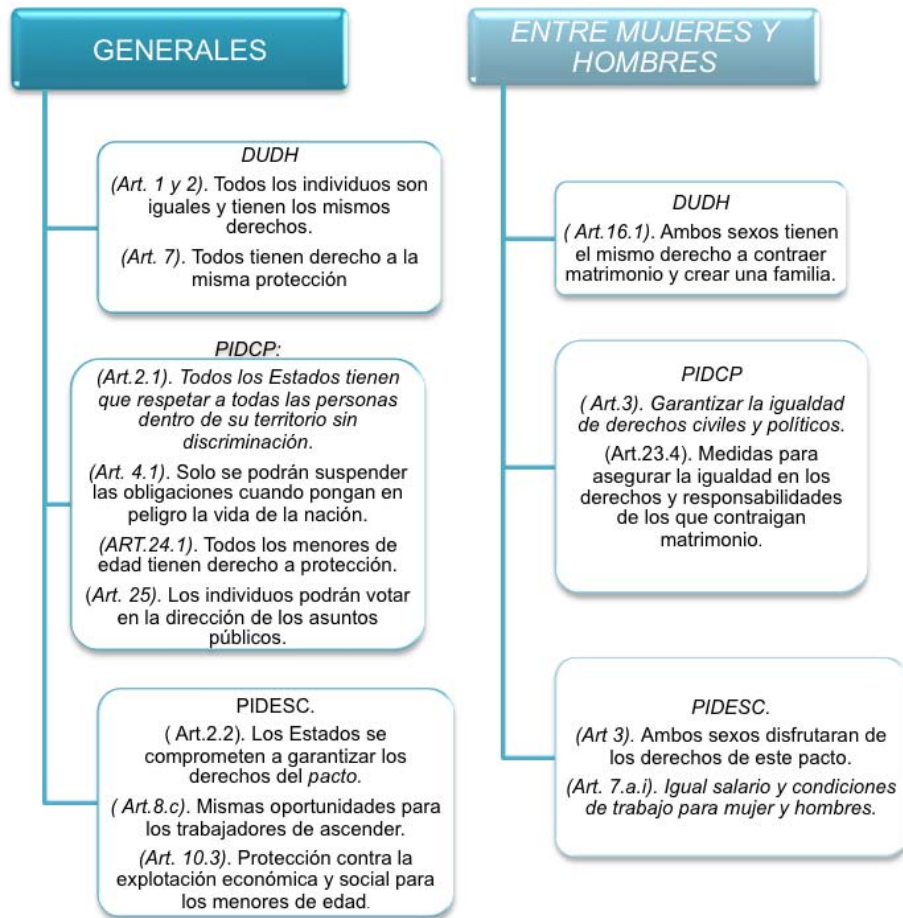 GENERALES
DUDH
(Art. 1 y 2). Todos los individuos son
iguales y tienen los mismos
derechos.
(Art. 7). Todos tienen derecho a la
misma protección
PIDCP:
(Art.2.1). Todos los Estados tienen
que respetar a todas las personas
dentro de su territorio sin
discriminación.
(Art. 4.1). Solo se podrán suspender
las obligaciones cuando pongan en
peligro la vida de la nación.
(ART.24.1). Todos los menores de
edad tienen derecho a protección.
(Art. 25). Los individuos podrán votar
en la dirección de los asuntos
públicos.
PIDESC.
( Art.2.2). Los Estados se
comprometen a garantizar los
derechos del pacto.
( Art.8.c). Mismas oportunidades para
los trabajadores de ascender.
(Art. 10.3). Protección contra la
explotación económica y social para
los menores de edad.
ENTRE MUJERES Y
HOMBRES
DUDH
( Art.16.1). Ambos sexos tienen
el mismo derecho a contraer
matrimonio y crear una familia.
PIDCP
( Art.3). Garantizar la igualdad
de derechos civiles y políticos.
(Art.23.4). Medidas para
asegurar la igualdad en los
derechos y responsabilidades
de los que contraigan
matrimonio.
PIDESC.
(Art 3). Ambos sexos disfrutaran de
los derechos de este pacto.
(Art. 7.a.i). Igual salario y condiciones
de trabajo para mujer y hombres.